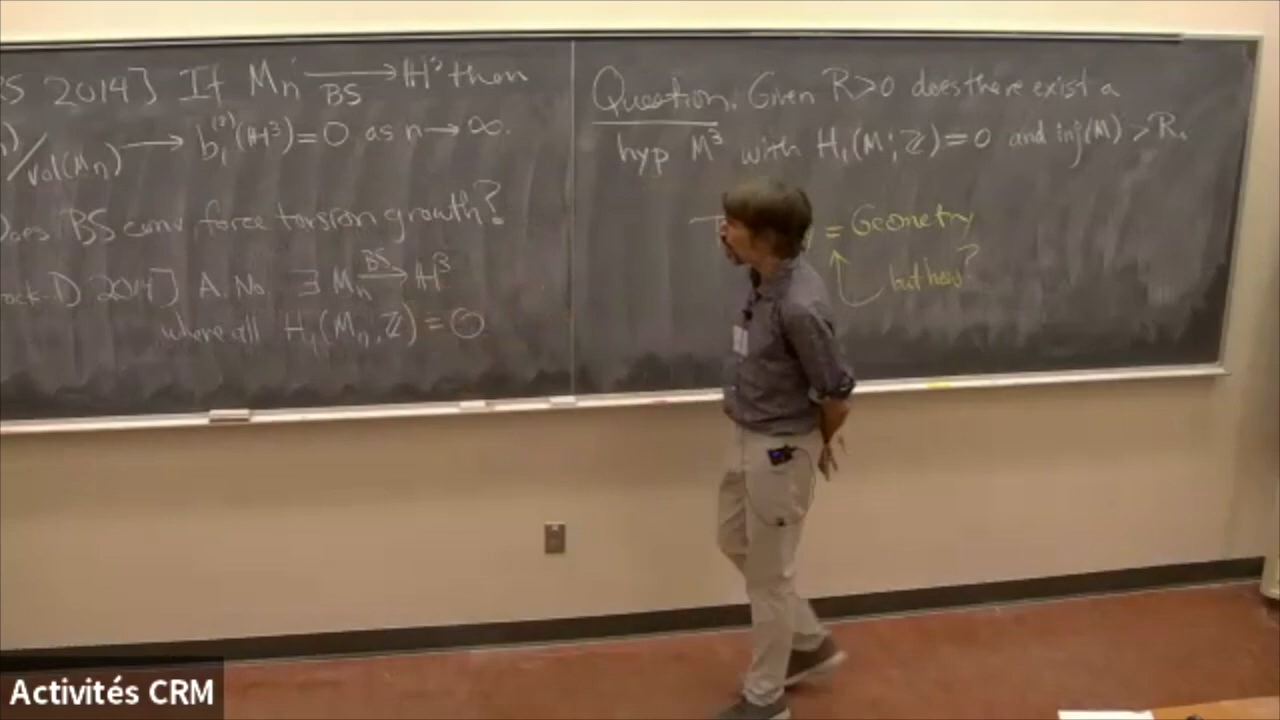 S 2014] If Mn ⟶BS H³ then
)/vol(Mn) ⟶ b₁⁽²⁾(H³) = 0 as n→∞.
Does BS conv force torsion growth?
ock-D 2014] A. No. ∃ Mn ⟶BS H³
where all H₁(Mn, ℤ) = 0
Question. Given R>0 does there exist a
hyp M³ with H₁(M; ℤ) = 0 and inj(M) > R.
= Geometry
but how?
Activités CRM